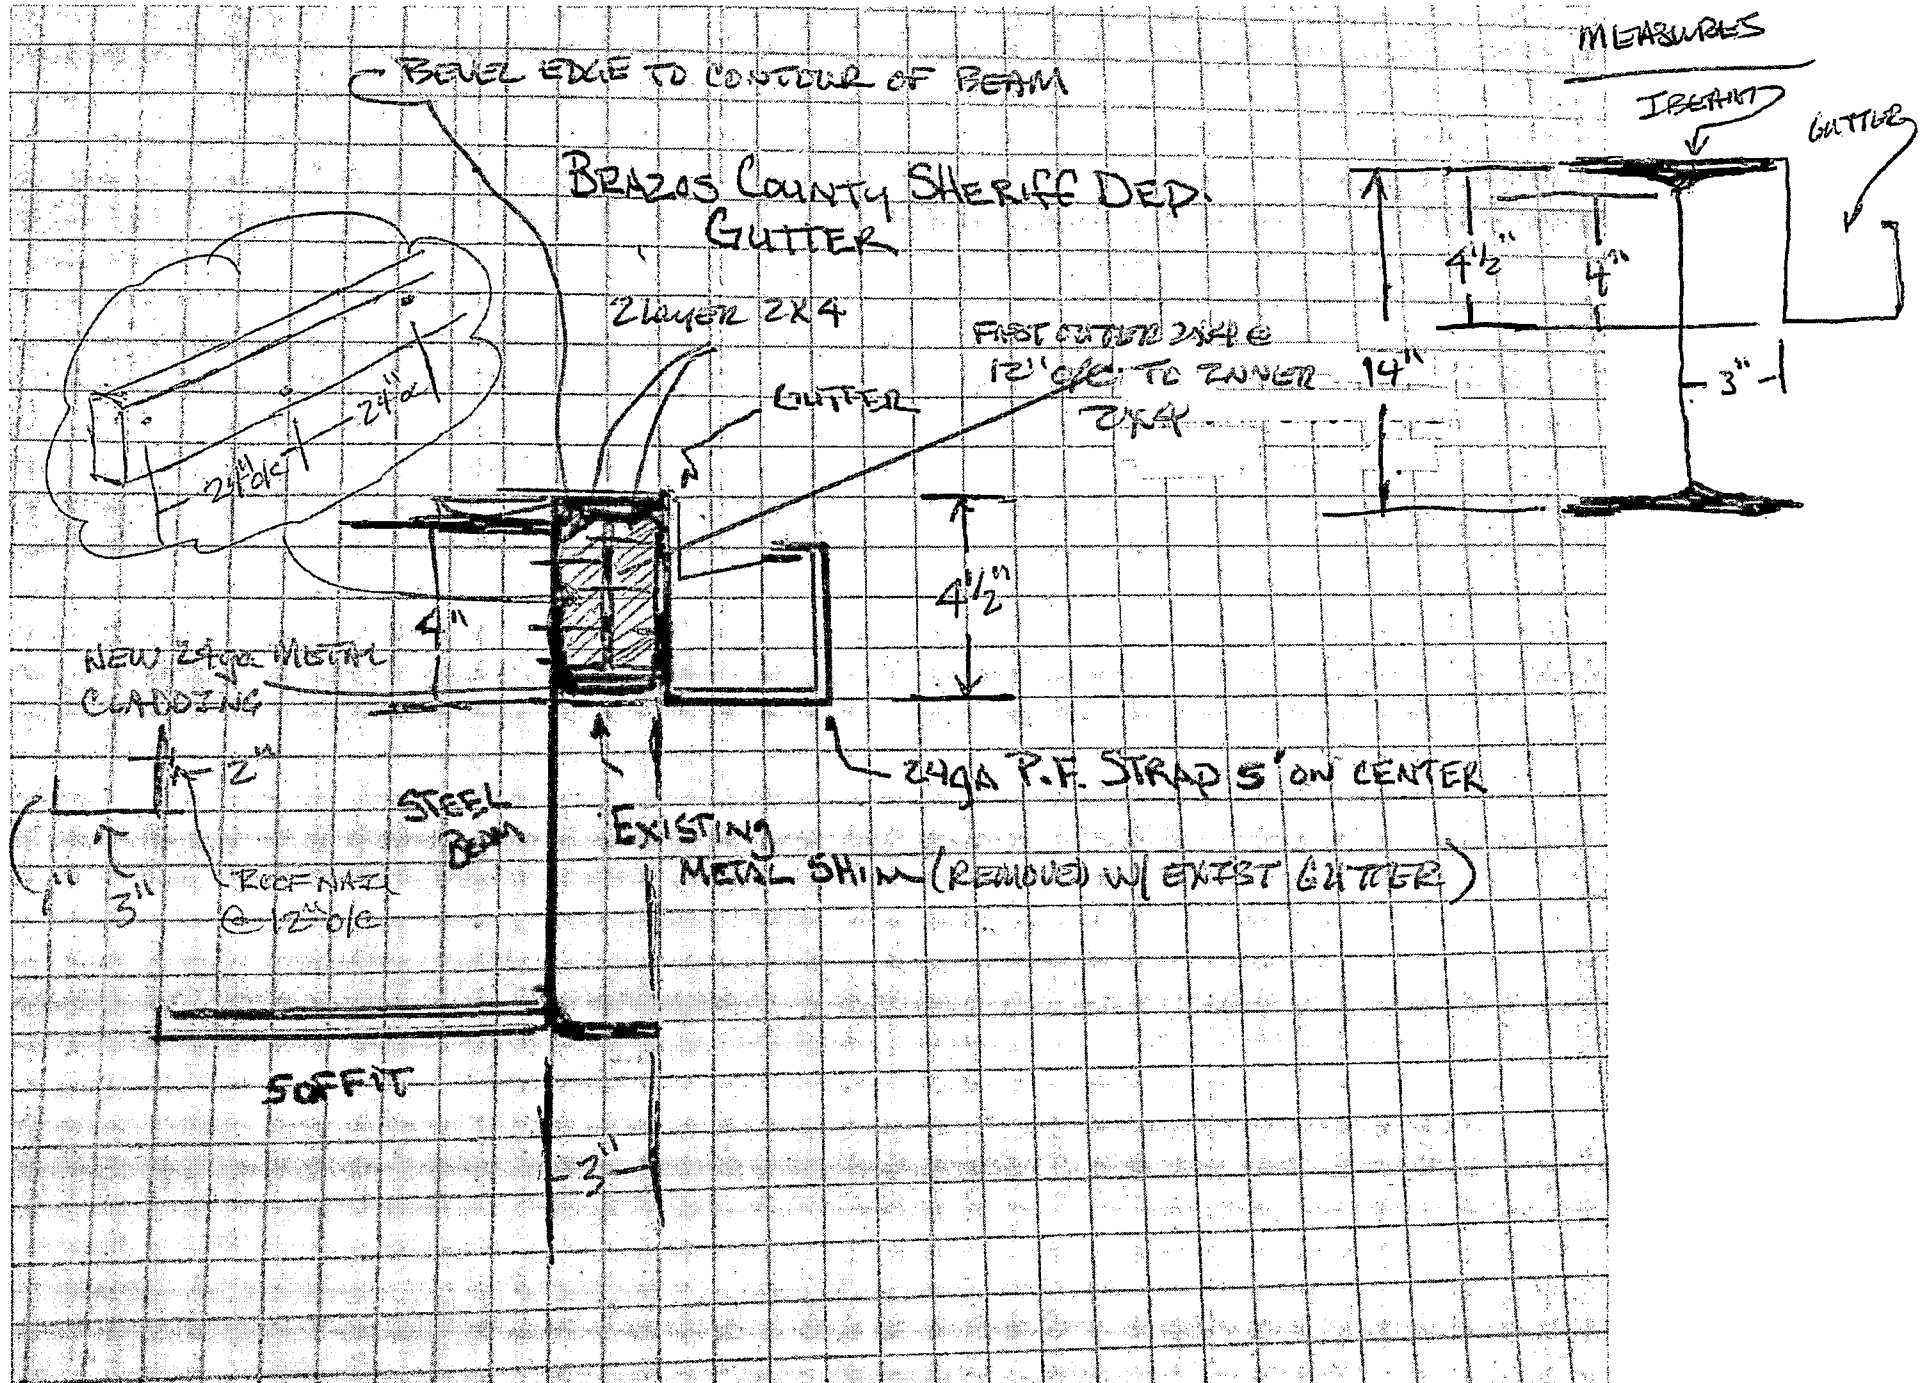 MEASURES
BEVEL EDGE TO CONTOUR OF BEAM
IBEAM
GUTTER
BRAZOS COUNTY SHERIFF DEP.
GUTTER
4 1/2"
4"
2 LAYER 2X4
FAST OUTER 2X4 @
12" O/C TO INNER
2X4
14"
3"
GUTTER
24" O/C
24" O/C
4"
4 1/2"
NEW 24ga METAL
CLADDING
2"
24gA P.F. STRAP 5' ON CENTER
STEEL
BEAM
EXISTING
METAL SHIM (REMOVED W/ EXIST GUTTER)
1"
3"
ROOF NAIL
@ 12" O/C
SOFFIT
3"